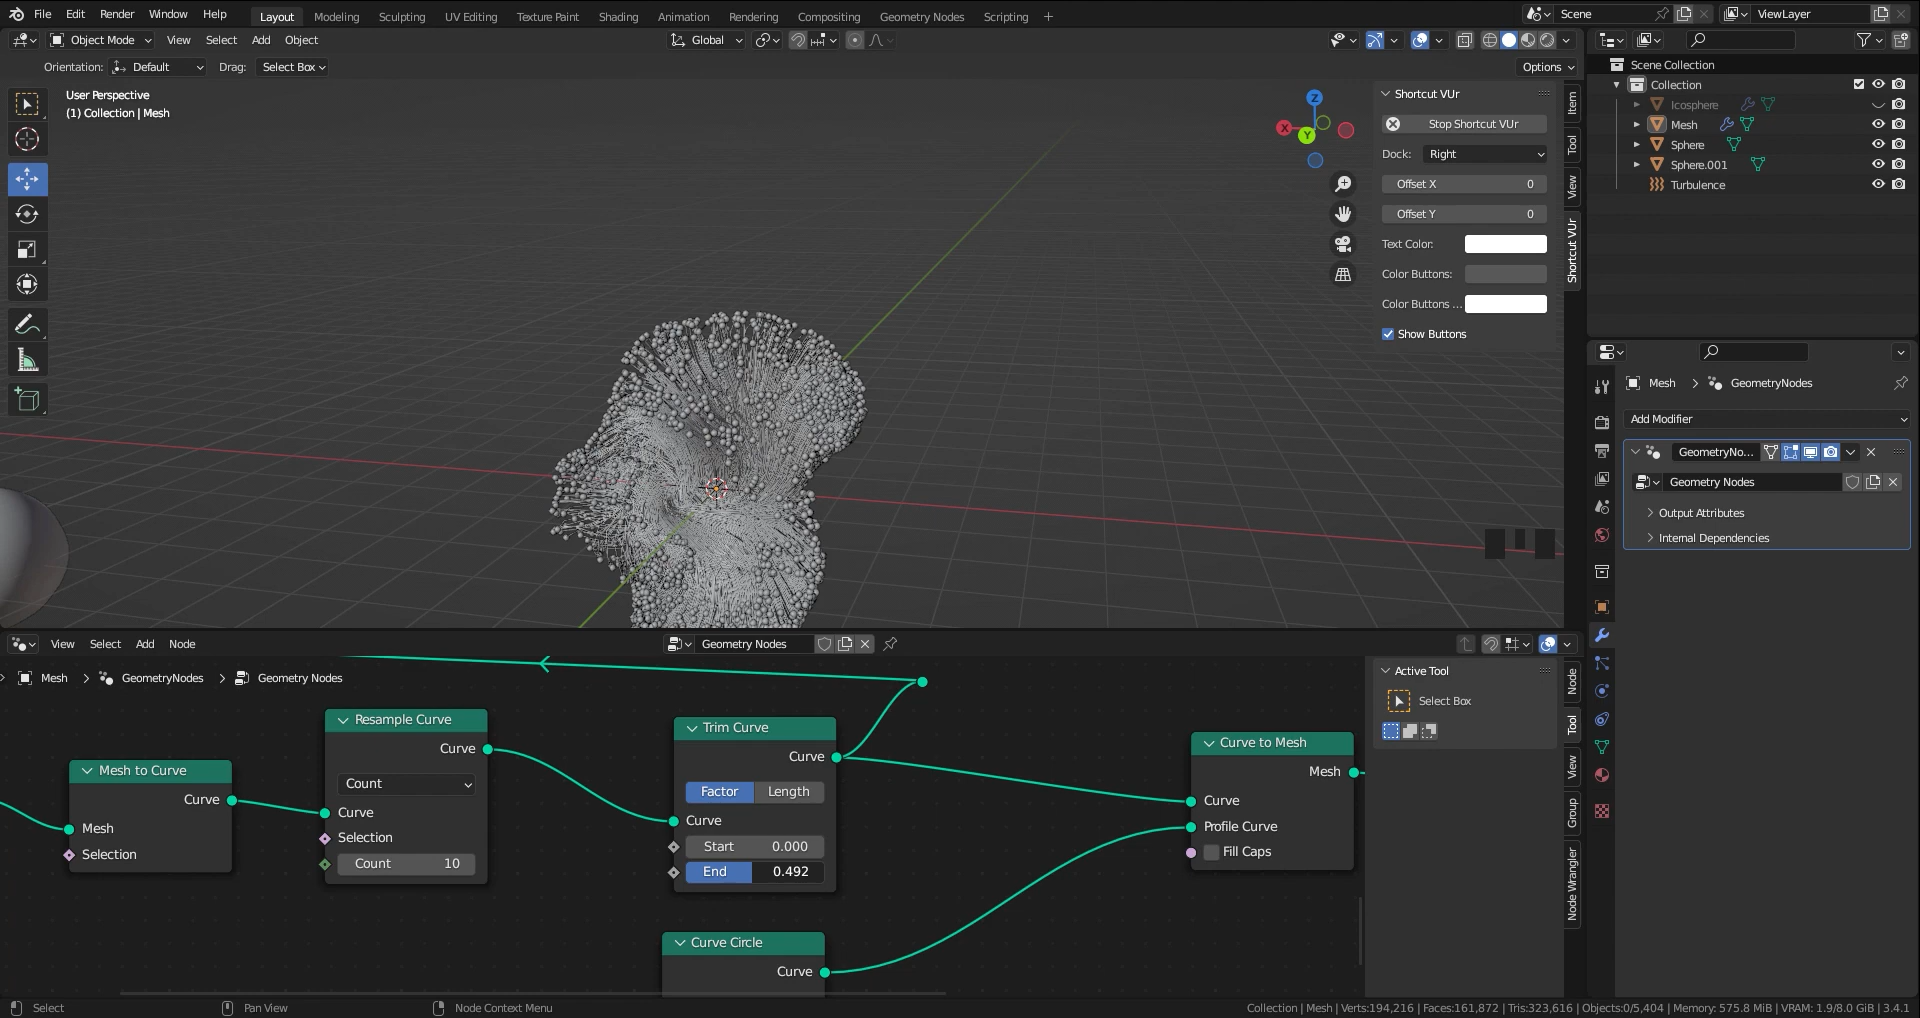 File Edit Render Window Help
Layout Modeling Sculpting UV Editing Texture Paint Shading Animation Rendering Compositing Geometry Nodes Scripting +
Scene
ViewLayer
Object Mode View Select Add Object
Global
Orientation: Default Drag: Select Box
Options
User Perspective
(1) Collection | Mesh
Z
X
Y
Shortcut VUr
Stop Shortcut VUr
Dock: Right
Offset X 0
Offset Y 0
Text Color:
Color Buttons:
Color Buttons ...
Show Buttons
Item
Tool
View
Shortcut VUr
Scene Collection
Collection
Icosphere
Mesh
Sphere
Sphere.001
Turbulence
Mesh > GeometryNodes
Add Modifier
GeometryNo...
Geometry Nodes
Output Attributes
Internal Dependencies
View Select Add Node
Geometry Nodes
Mesh > GeometryNodes > Geometry Nodes
Mesh to Curve
Curve
Mesh
Selection
Resample Curve
Curve
Count
Curve
Selection
Count 10
Trim Curve
Curve
Factor Length
Curve
Start 0.000
End 0.492
Curve Circle
Curve
Curve to Mesh
Mesh
Curve
Profile Curve
Fill Caps
Active Tool
Select Box
Node
Tool
View
Group
Node Wrangler
Select
Pan View
Node Context Menu
Collection | Mesh | Verts:194,216 | Faces:161,872 | Tris:323,616 | Objects:0/5,404 | Memory: 575.8 MiB | VRAM: 1.9/8.0 GiB | 3.4.1